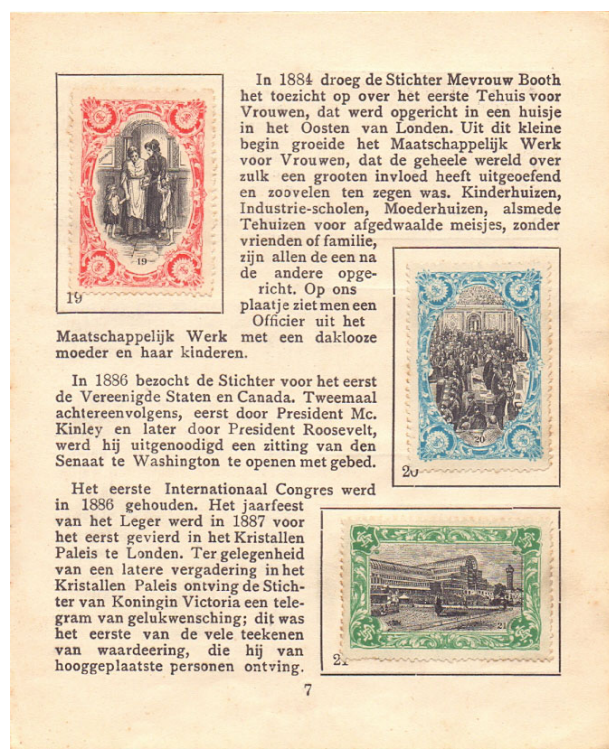 In 1884 droeg de Stichter Mevrouw Booth
het toezicht op over het eerste Tehuis voor
Vrouwen, dat werd opgericht in een huisje
in het Oosten van Londen. Uit dit kleine
begin groeide het Maatschappelijk Werk
voor Vrouwen, dat de geheele wereld over
zulk een grooten invloed heeft uitgeoefend
en zoovelen ten zegen was. Kinderhuizen,
Industrie-scholen, Moederhuizen, alsmede
Tehuizen voor afgedwaalde meisjes, zonder
vrienden of familie,
zijn allen de een na
de andere opge-
richt. Op ons
plaatje ziet men een
Officier uit het
Maatschappelijk Werk met een daklooze
moeder en haar kinderen.
19
19
In 1886 bezocht de Stichter voor het eerst
de Vereenigde Staten en Canada. Tweemaal
achtereenvolgens, eerst door President Mc.
Kinley en later door President Roosevelt,
werd hij uitgenoodigd een zitting van den
Senaat te Washington te openen met gebed.
20
20
Het eerste Internationaal Congres werd
in 1886 gehouden. Het jaarfeest
van het Leger werd in 1887 voor
het eerst gevierd in het Kristallen
Paleis te Londen. Ter gelegenheid
van een latere vergadering in het
Kristallen Paleis ontving de Stich-
ter van Koningin Victoria een tele-
gram van gelukwensching; dit was
het eerste van de vele teekenen
van waardeering, die hij van
hooggeplaatste personen ontving.
21
21
7